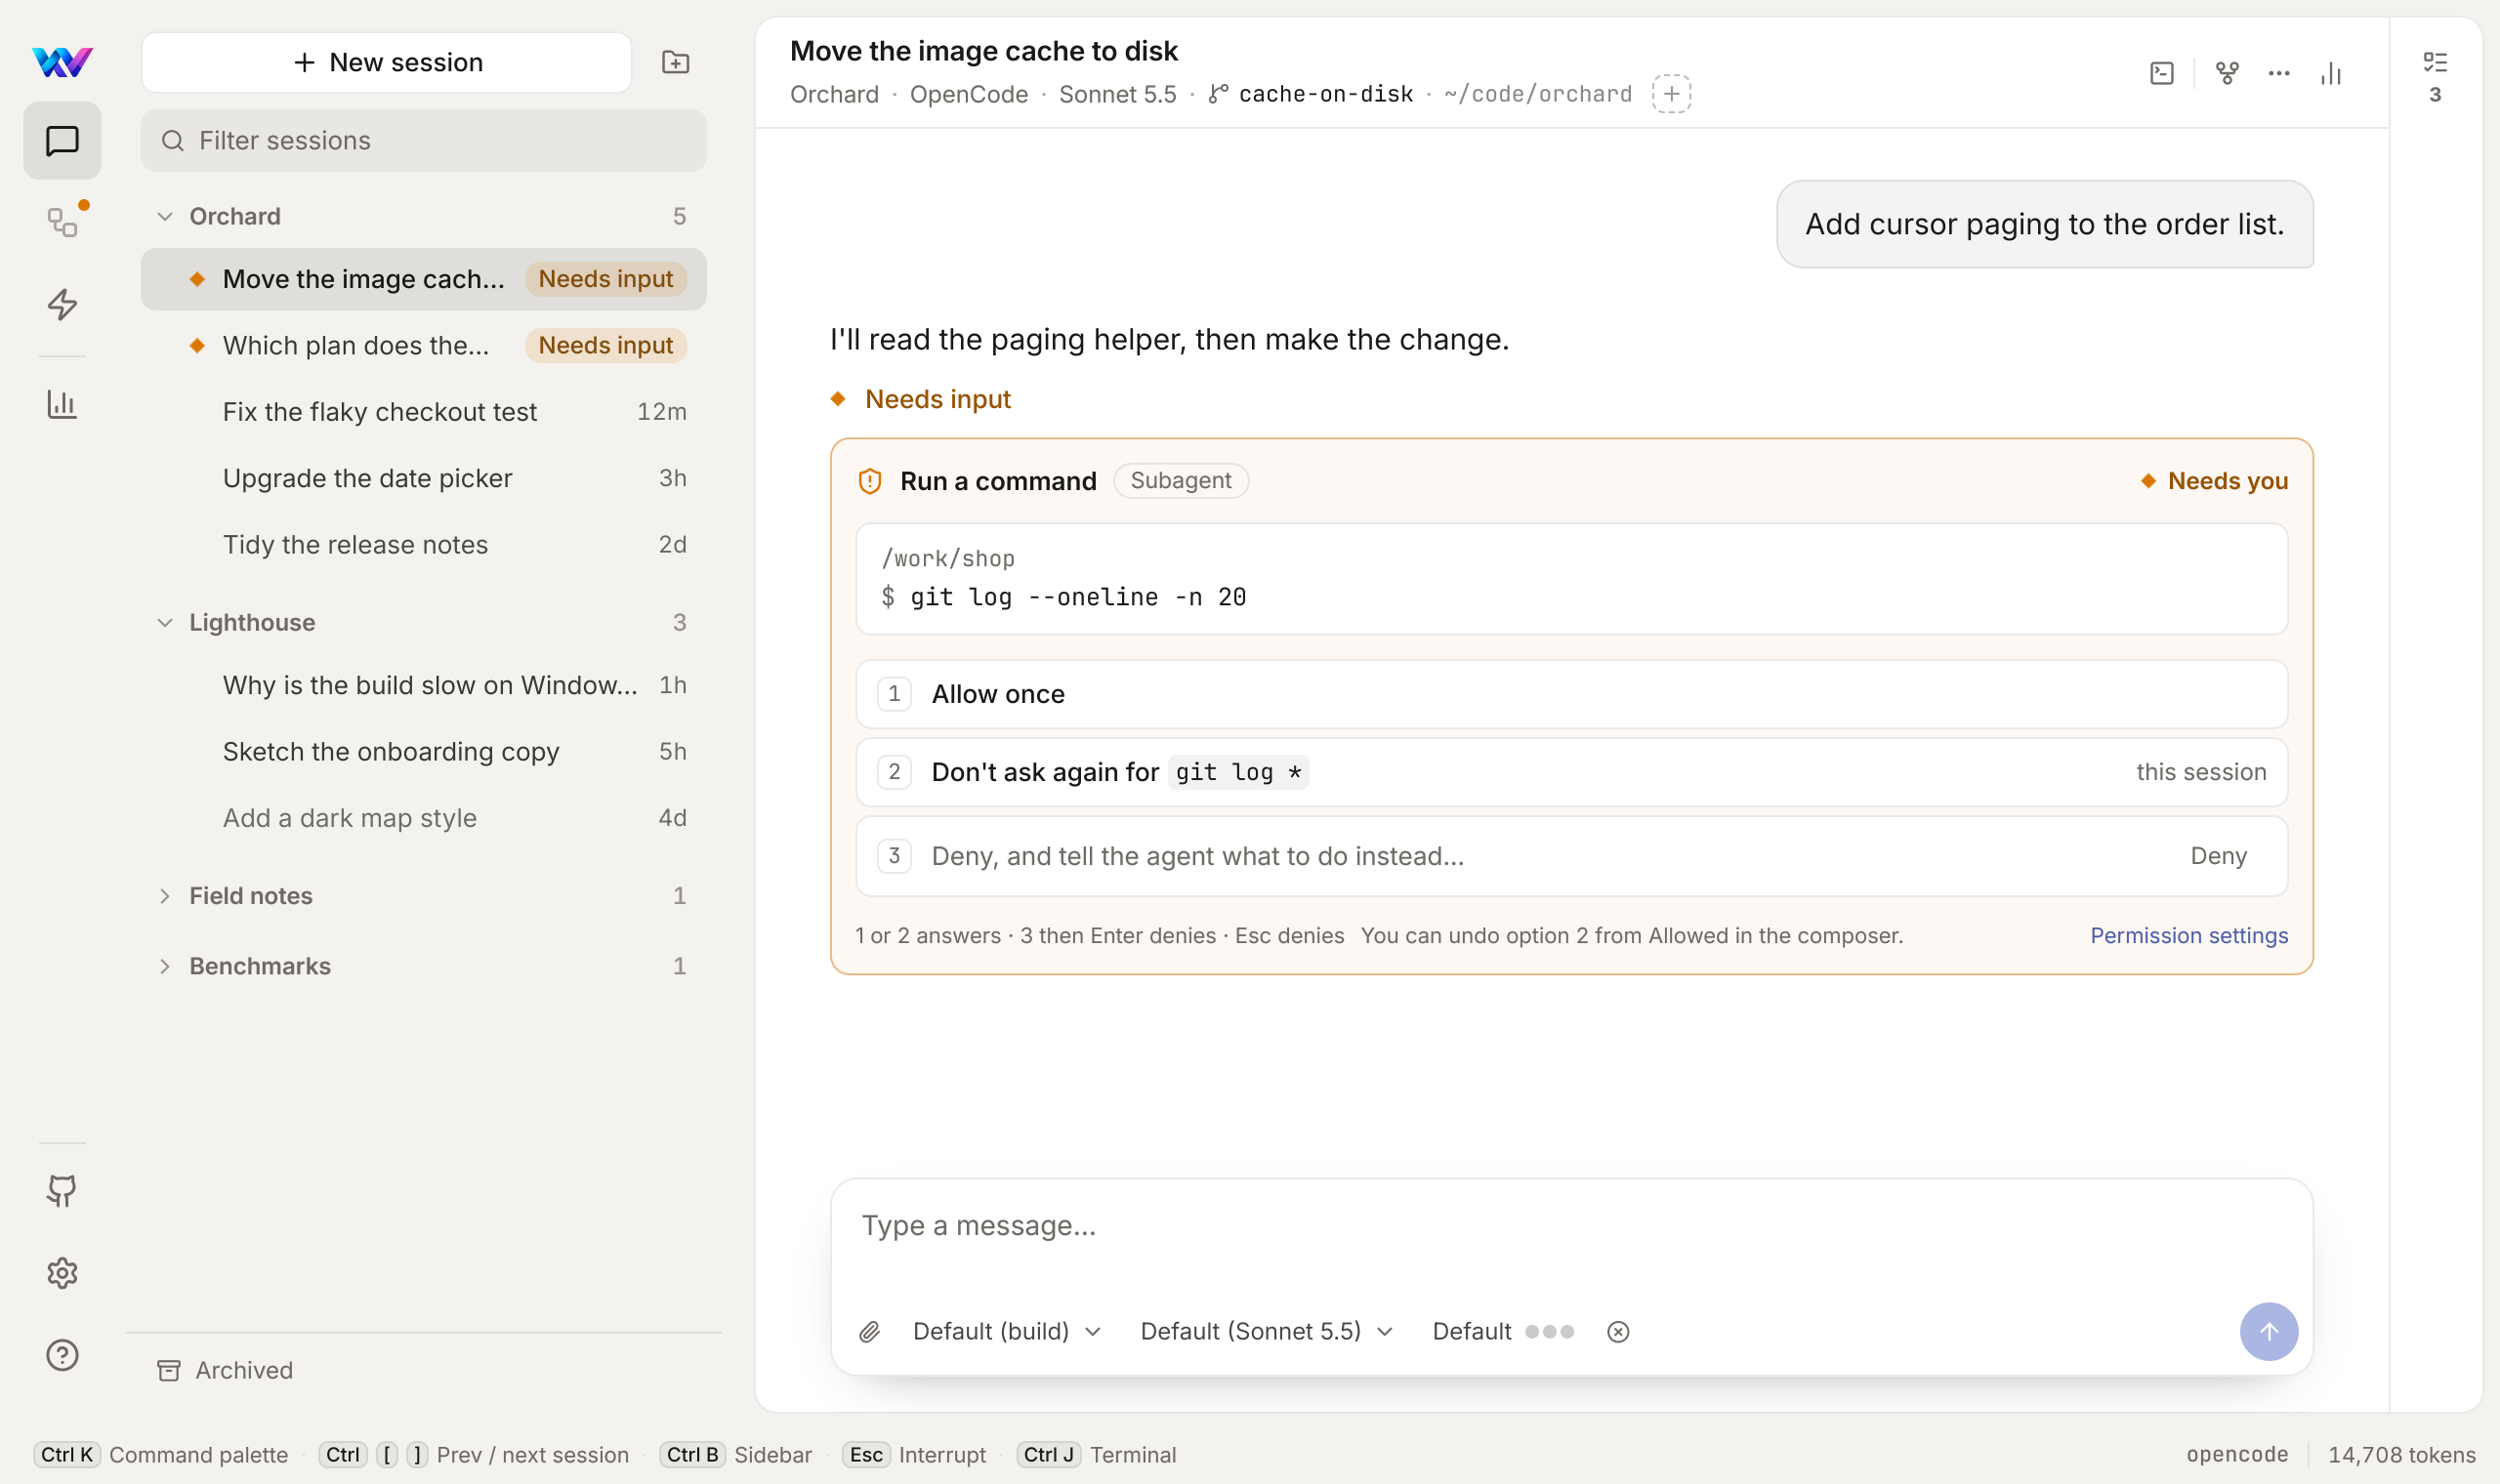 New session
Filter sessions
Orchard 5
Move the image cach... Needs input
Which plan does the... Needs input
Fix the flaky checkout test 12m
Upgrade the date picker 3h
Tidy the release notes 2d
Lighthouse 3
Why is the build slow on Window... 1h
Sketch the onboarding copy 5h
Add a dark map style 4d
Field notes 1
Benchmarks 1
Archived
Move the image cache to disk
Orchard · OpenCode · Sonnet 5.5 · cache-on-disk · ~/code/orchard
3
Add cursor paging to the order list.
I'll read the paging helper, then make the change.
Needs input
Run a command Subagent Needs you
/work/shop
$ git log --oneline -n 20
1 Allow once
2 Don't ask again for git log * this session
3 Deny, and tell the agent what to do instead... Deny
1 or 2 answers · 3 then Enter denies · Esc denies You can undo option 2 from Allowed in the composer. Permission settings
Type a message...
Default (build) Default (Sonnet 5.5) Default
Ctrl K Command palette · Ctrl [ ] Prev / next session · Ctrl B Sidebar · Esc Interrupt · Ctrl J Terminal
opencode 14,708 tokens